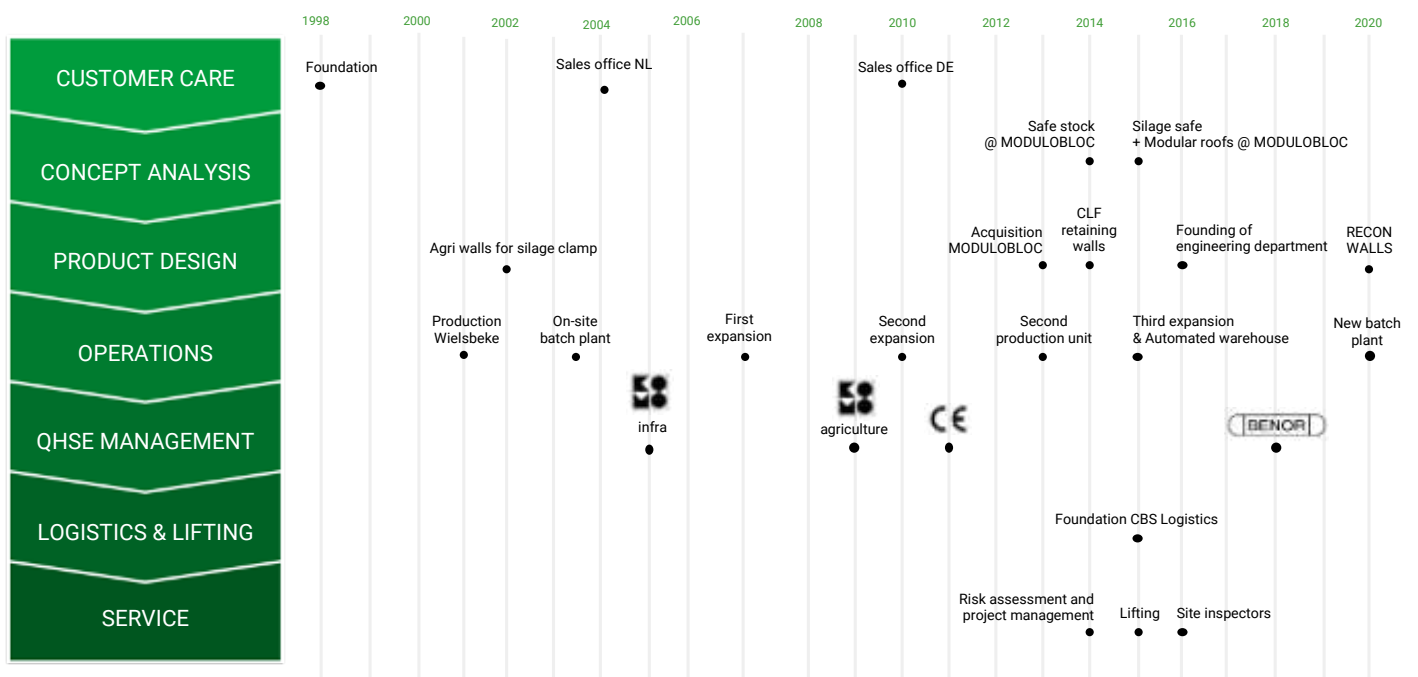 1998 2000 2002 2004 2006 2008 2010 2012 2014 2016 2018 2020
CUSTOMER CARE
Foundation
Sales office NL
Sales office DE
CONCEPT ANALYSIS
Safe stock
@ MODULOBLOC
Silage safe
+ Modular roofs @ MODULOBLOC
PRODUCT DESIGN
Agri walls for silage clamp
Acquisition
MODULOBLOC
CLF
retaining
walls
Founding of
engineering department
RECON
WALLS
OPERATIONS
Production
Wielsbeke
On-site
batch plant
First
expansion
Second
expansion
Second
production unit
Third expansion
& Automated warehouse
New batch
plant
QHSE MANAGEMENT
KOMO
infra
KOMO
agriculture
CE
BENOR
LOGISTICS & LIFTING
Foundation CBS Logistics
SERVICE
Risk assessment and
project management
Lifting
Site inspectors